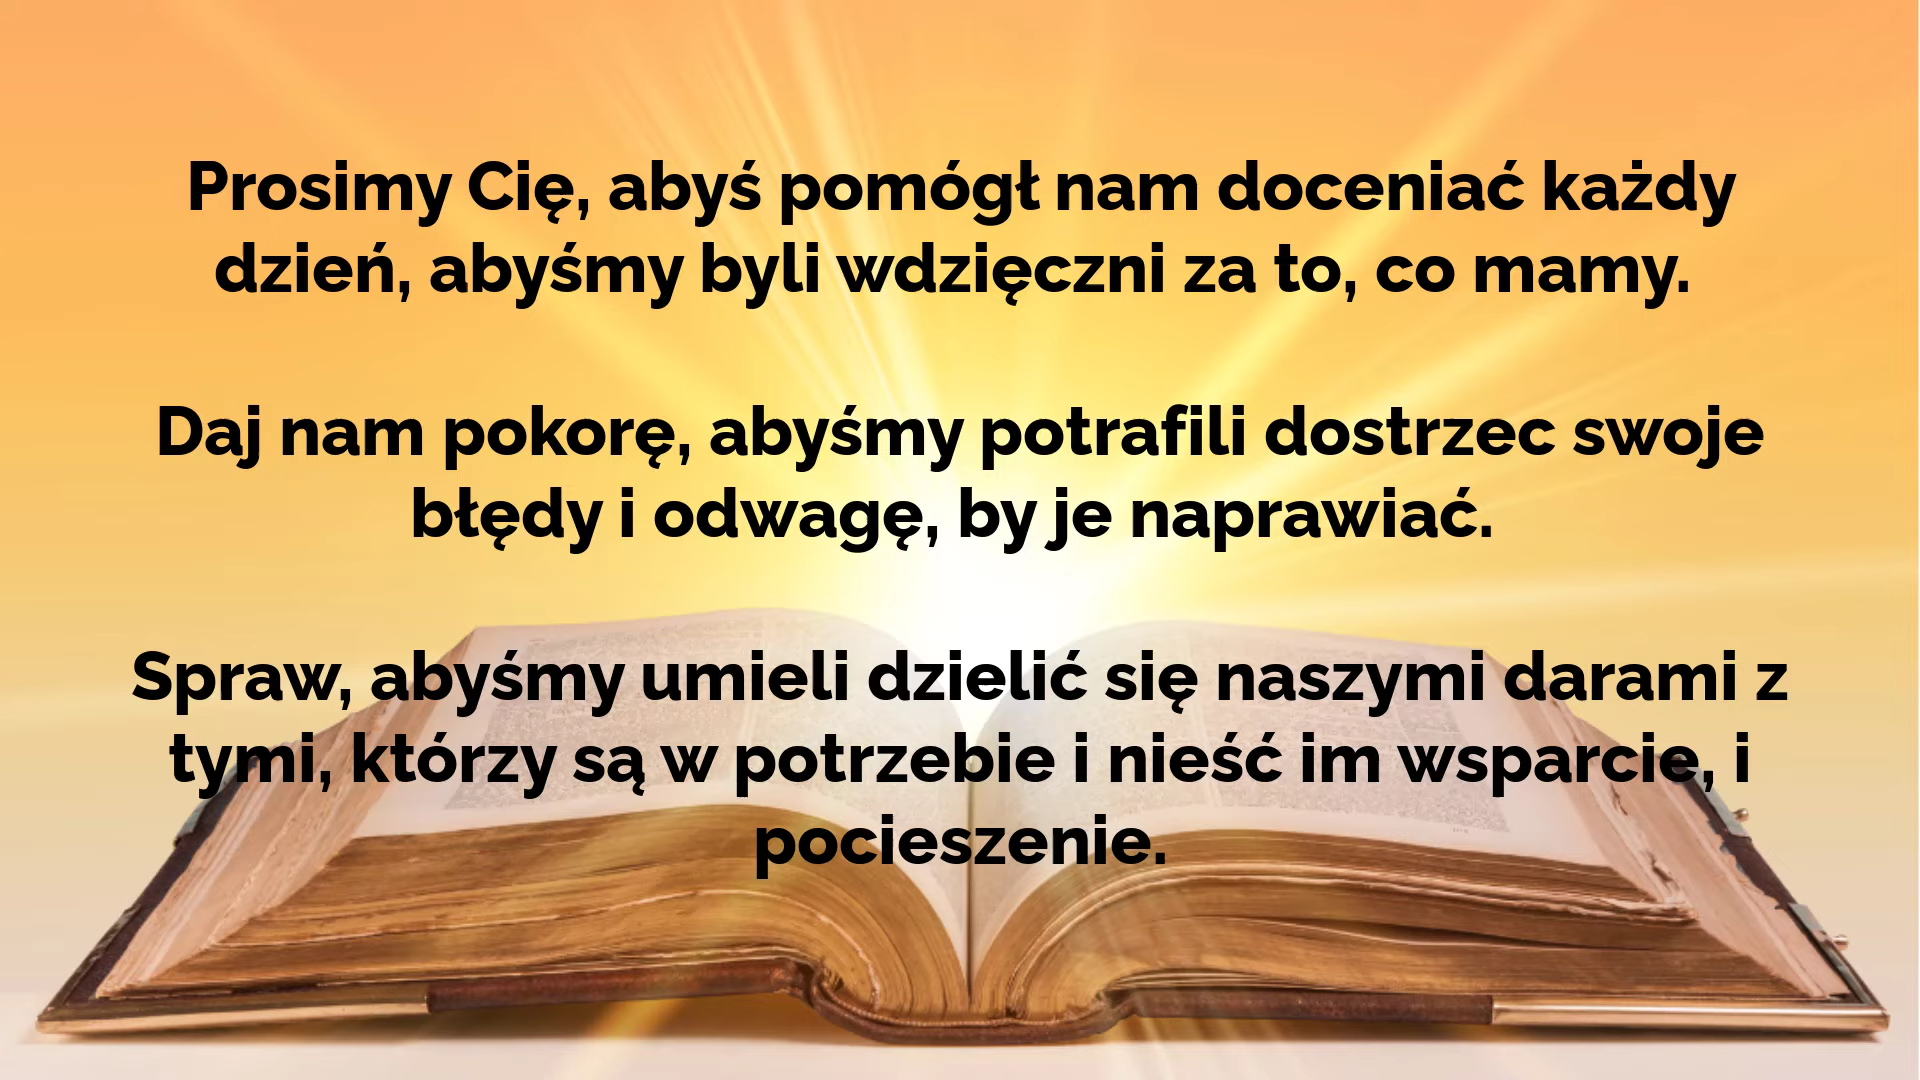 Prosimy Cię, abyś pomógł nam doceniać każdy
dzień, abyśmy byli wdzięczni za to, co mamy.
Daj nam pokorę, abyśmy potrafili dostrzec swoje
błędy i odwagę, by je naprawiać.
Spraw, abyśmy umieli dzielić się naszymi darami z
tymi, którzy są w potrzebie i nieść im wsparcie, i
pocieszenie.